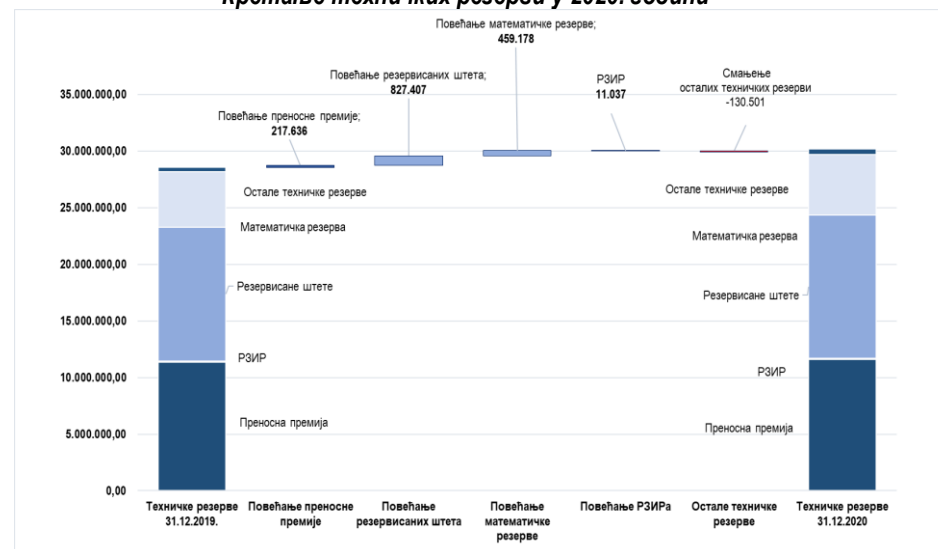 Повећање математичке резерве;
459.178
Повећање резервисаних штета;
827.407
РЗИР
11.037
Смањење
осталих техничких резерви
-130.501
Повећање преносне премије;
217.636
35.000.000,00
30.000.000,00
25.000.000,00
20.000.000,00
15.000.000,00
10.000.000,00
5.000.000,00
0,00
Остале техничке резерве
Математичка резерва
Резервисане штете
РЗИР
Преносна премија
Остале техничке резерве
Математичка резерва
Резервисане штете
РЗИР
Преносна премија
Техничке резерве
31.12.2019.
Повећање преносне
премије
Повећање
резервисаних штета
Повећање
математичке
резерве
Повећање РЗИРа
Остале техничке
резерве
Техничке резерве
31.12.2020